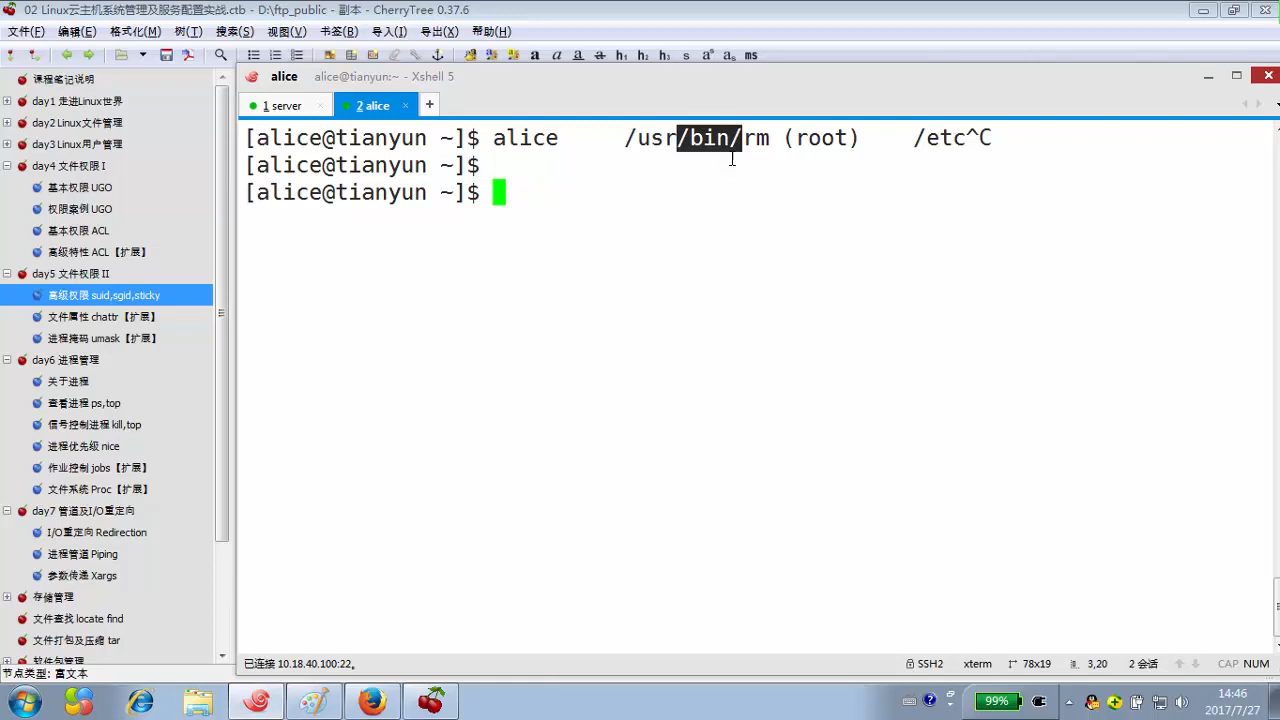 02 Linux云主机系统管理及服务配置实战.ctb - D:\ftp_public - 副本 - CherryTree 0.37.6
文件(F) 编辑(E) 格式化(M) 树(T) 搜索(S) 视图(V) 书签(B) 导入(I) 导出(X) 帮助(H)
a a a a h₁ h₂ h₃ s aˢ aₛ ms
课程笔记说明
day1 走进Linux世界
day2 Linux文件管理
day3 Linux用户管理
day4 文件权限 I
基本权限 UGO
权限案例 UGO
基本权限 ACL
高级特性 ACL【扩展】
day5 文件权限 II
高级权限 suid,sgid,sticky
文件属性 chattr【扩展】
进程掩码 umask【扩展】
day6 进程管理
关于进程
查看进程 ps,top
信号控制进程 kill,top
进程优先级 nice
作业控制 jobs【扩展】
文件系统 Proc【扩展】
day7 管道及I/O重定向
I/O重定向 Redirection
进程管道 Piping
参数传递 Xargs
存储管理
文件查找 locate find
文件打包及压缩 tar
软件包管理
节点类型: 富文本
alice alice@tianyun:~ - Xshell 5
1 server × 2 alice × +
[alice@tianyun ~]$ alice /usr/bin/rm (root) /etc^C
[alice@tianyun ~]$
[alice@tianyun ~]$
已连接 10.18.40.100:22。 SSH2 xterm 78x19 3,20 2 会话 CAP NUM
99%
14:46
2017/7/27